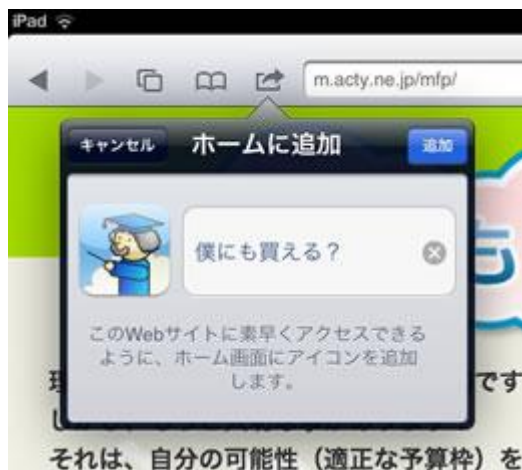 iPad
m.acty.ne.jp/mfp/
キャンセル
ホームに追加
追加
僕にも買える？
このWebサイトに素早くアクセスできる
ように、ホーム画面にアイコンを追加
します。
です
それは、自分の可能性（適正な予算枠）を